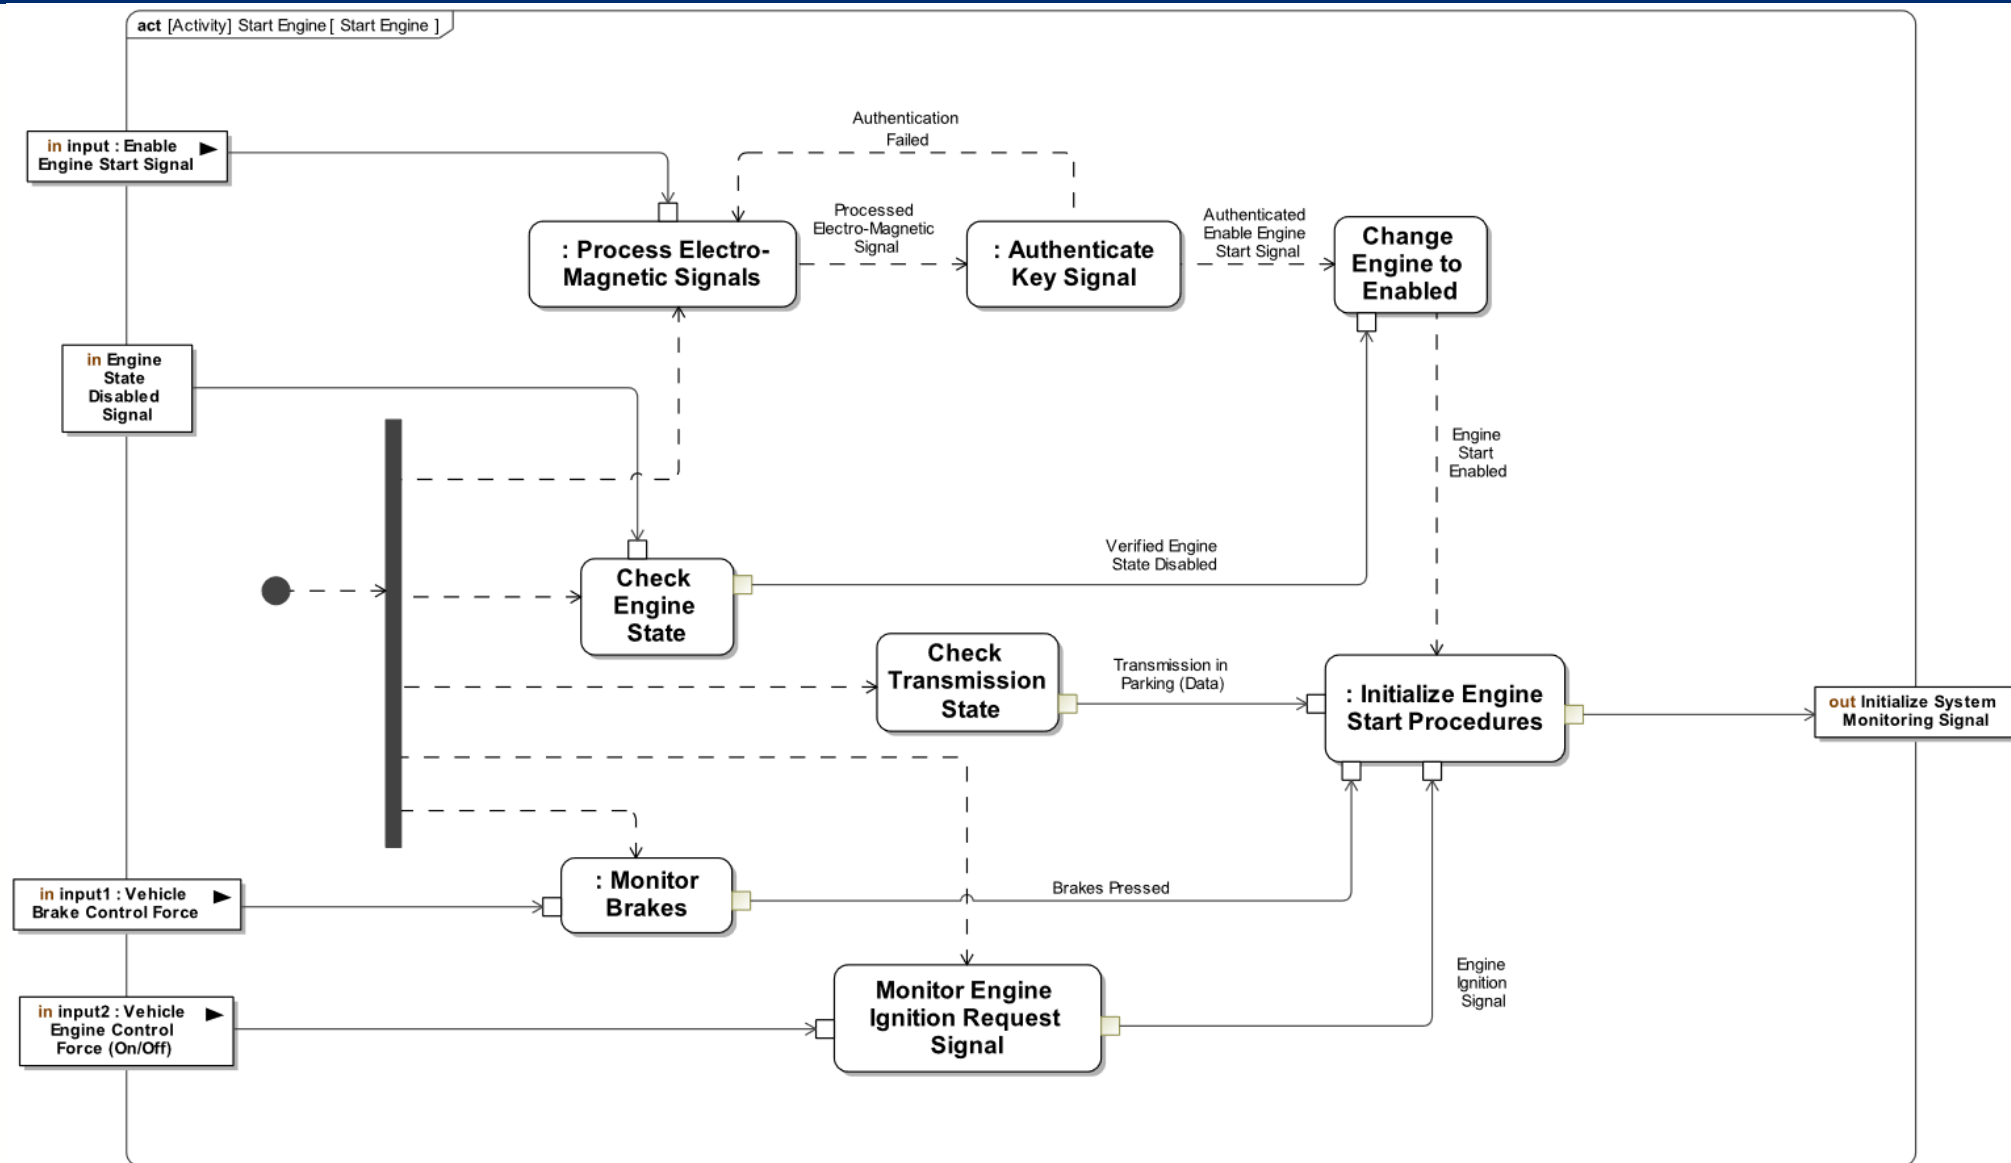 act [Activity] Start Engine [ Start Engine ]
in input : Enable
Engine Start Signal
Authentication
Failed
: Process Electro-
Magnetic Signals
Processed
Electro-Magnetic
Signal
: Authenticate
Key Signal
Authenticated
Enable Engine
Start Signal
Change
Engine to
Enabled
in Engine
State
Disabled
Signal
Engine
Start
Enabled
Verified Engine
State Disabled
Check
Engine
State
Check
Transmission
State
Transmission in
Parking (Data)
: Initialize Engine
Start Procedures
out Initialize System
Monitoring Signal
in input1 : Vehicle
Brake Control Force
: Monitor
Brakes
Brakes Pressed
in input2 : Vehicle
Engine Control
Force (On/Off)
Monitor Engine
Ignition Request
Signal
Engine
Ignition
Signal